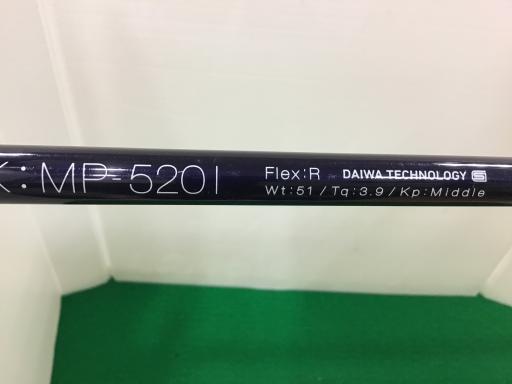 K:MP-520I
Flex:R DAIWA TECHNOLOGY
Wt:51/Tq:3.9/Kp:Middle